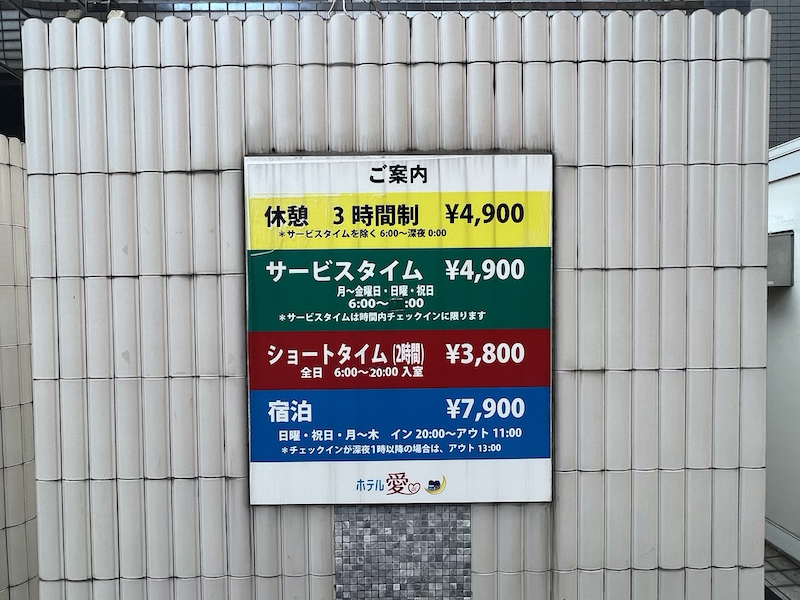 ご案内
休憩 3時間制 ¥4,900
＊サービスタイムを除く 6:00～深夜 0:00
サービスタイム ¥4,900
月～金曜日・日曜・祝日
6:00～ :00
＊サービスタイムは時間内チェックインに限ります
ショートタイム (2時間) ¥3,800
全日 6:00～20:00 入室
宿泊 ¥7,900
日曜・祝日・月～木 イン 20:00～アウト 11:00
＊チェックインが深夜1時以降の場合は、アウト 13:00
ホテル 愛